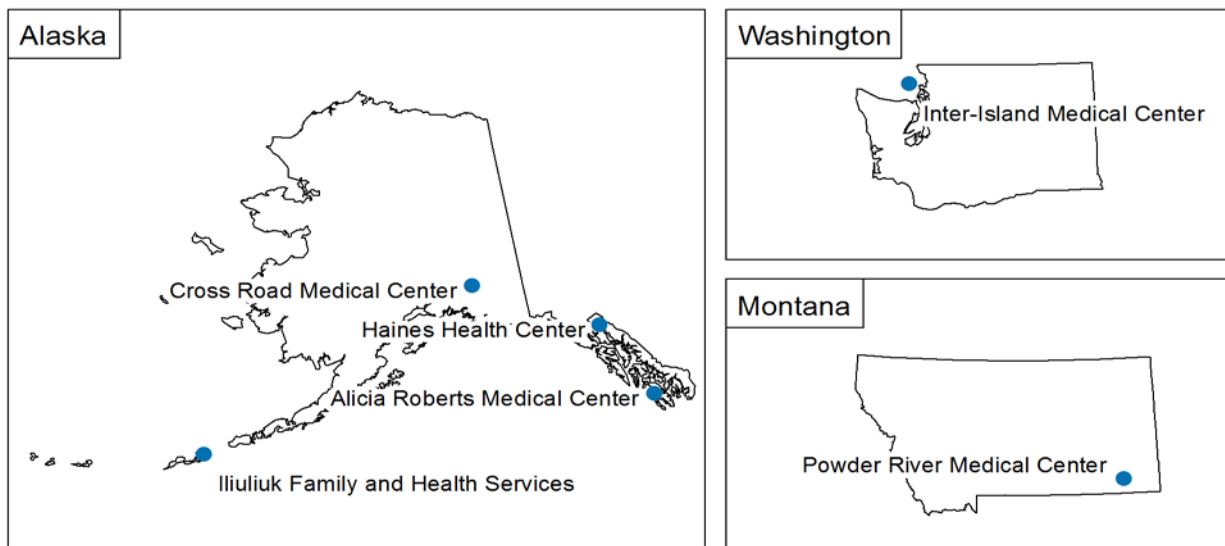 Alaska
Cross Road Medical Center
Haines Health Center
Alicia Roberts Medical Center
Iliuliuk Family and Health Services
Washington
Inter-Island Medical Center
Montana
Powder River Medical Center